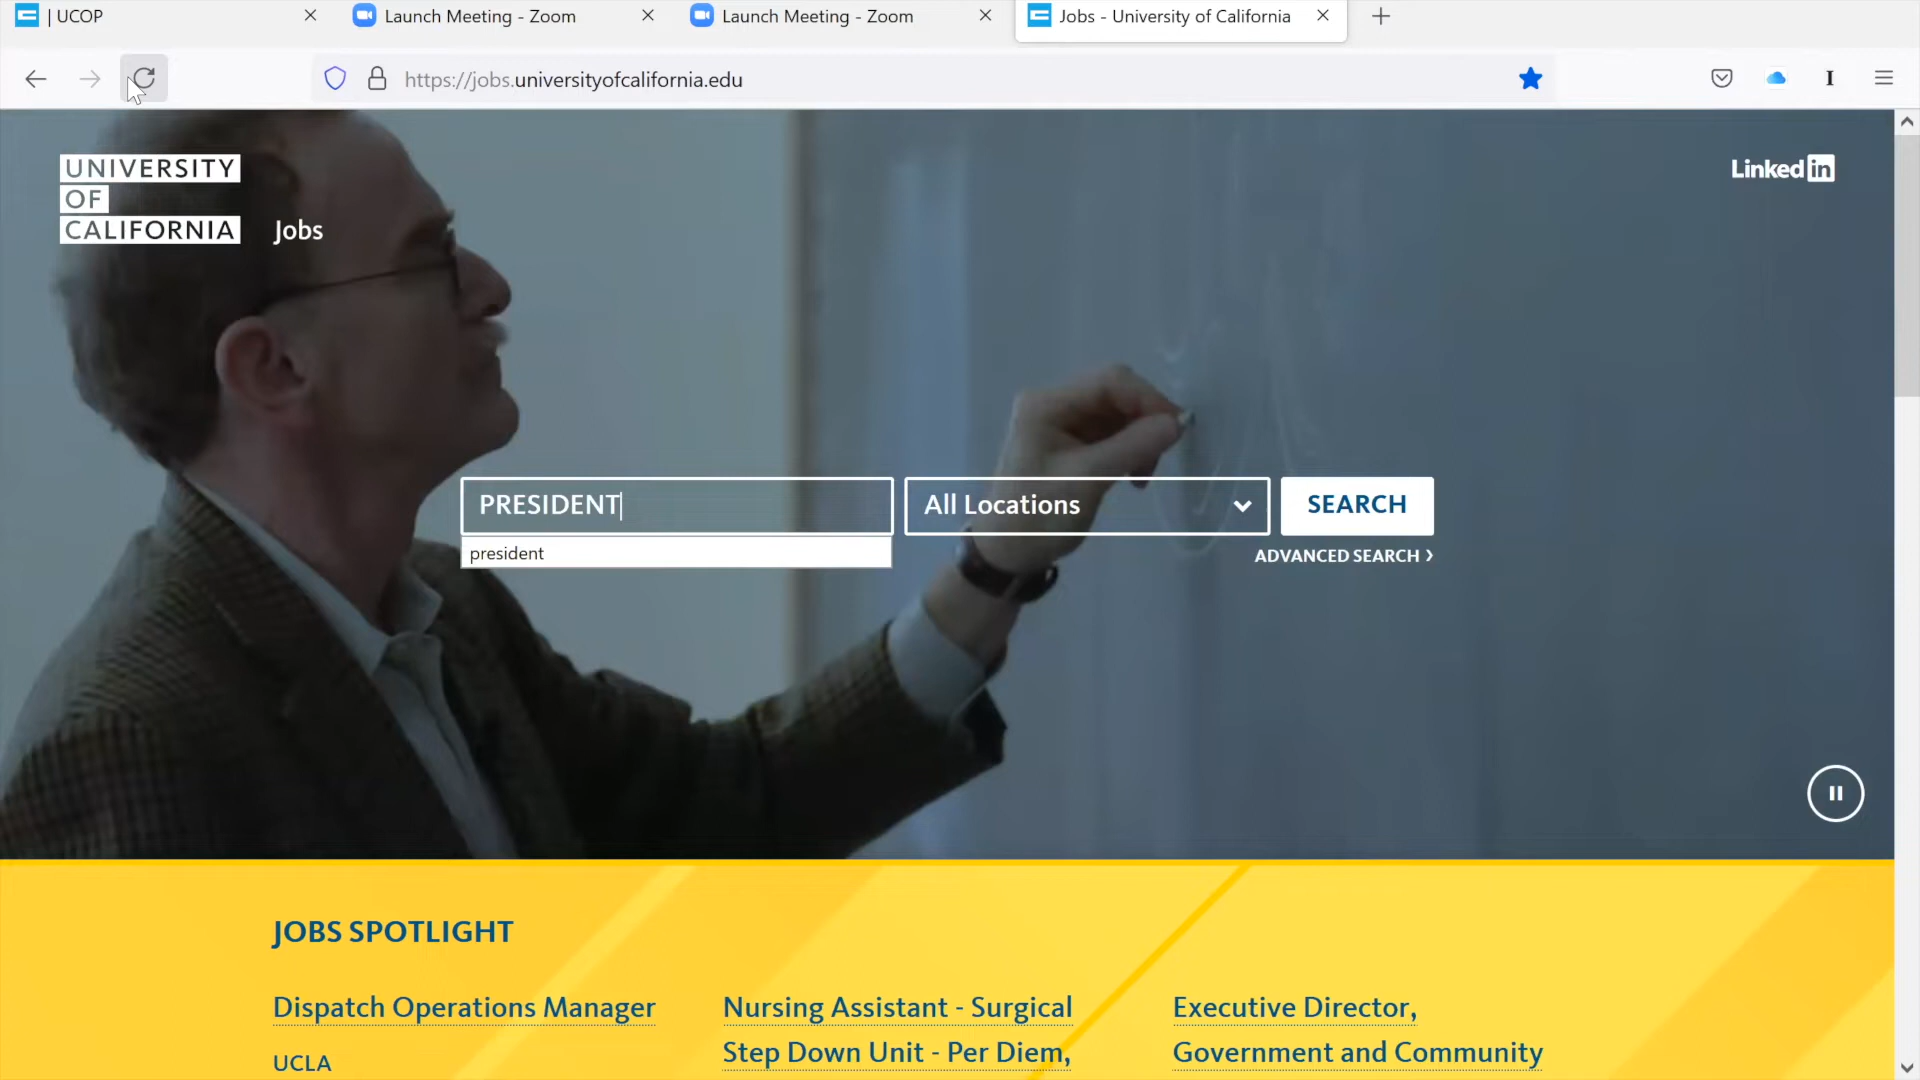 | UCOP
Launch Meeting - Zoom
Launch Meeting - Zoom
Jobs - University of California
https://jobs.universityofcalifornia.edu
UNIVERSITY
OF
CALIFORNIA
Jobs
Linked in
PRESIDENT
All Locations
SEARCH
president
ADVANCED SEARCH ›
JOBS SPOTLIGHT
Dispatch Operations Manager
UCLA
Nursing Assistant - Surgical
Step Down Unit - Per Diem,
Executive Director,
Government and Community